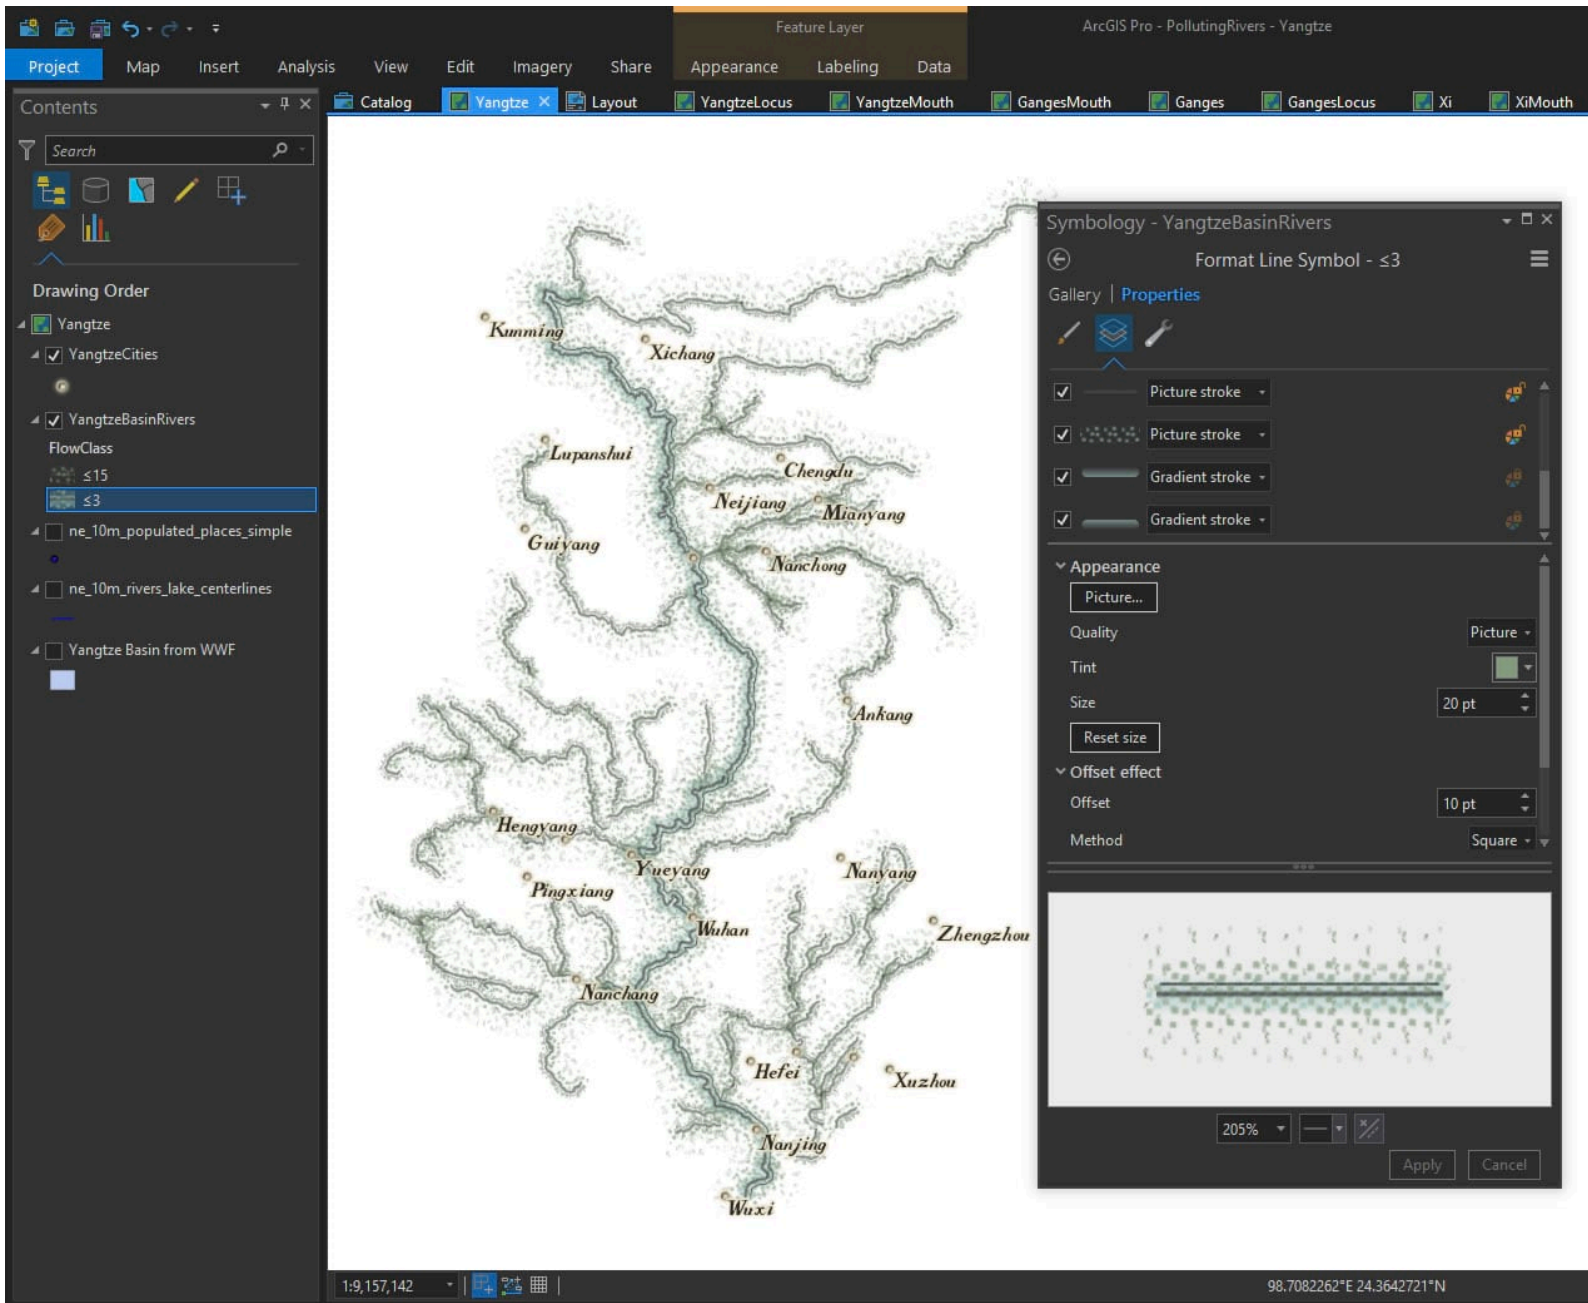 Feature Layer
ArcGIS Pro - PollutingRivers - Yangtze
Project Map Insert Analysis View Edit Imagery Share Appearance Labeling Data
Contents
Catalog Yangtze Layout YangtzeLocus YangtzeMouth GangesMouth Ganges GangesLocus Xi XiMouth
Search
Drawing Order
Yangtze
YangtzeCities
YangtzeBasinRivers
FlowClass
≤15
≤3
ne_10m_populated_places_simple
ne_10m_rivers_lake_centerlines
Yangtze Basin from WWF
Kunming
Xichang
Lupanshui
Chengdu
Neijiang
Mianyang
Guiyang
Nanchong
Ankang
Hengyang
Yueyang
Nanyang
Pingxiang
Wuhan
Zhengzhou
Nanchang
Hefei
Xuzhou
Nanjing
Wuxi
Symbology - YangtzeBasinRivers
Format Line Symbol - ≤3
Gallery | Properties
Picture stroke
Picture stroke
Gradient stroke
Gradient stroke
Appearance
Picture...
Quality Picture
Tint
Size 20 pt
Reset size
Offset effect
Offset 10 pt
Method Square
205%
Apply Cancel
1:9,157,142
98.7082262°E 24.3642721°N